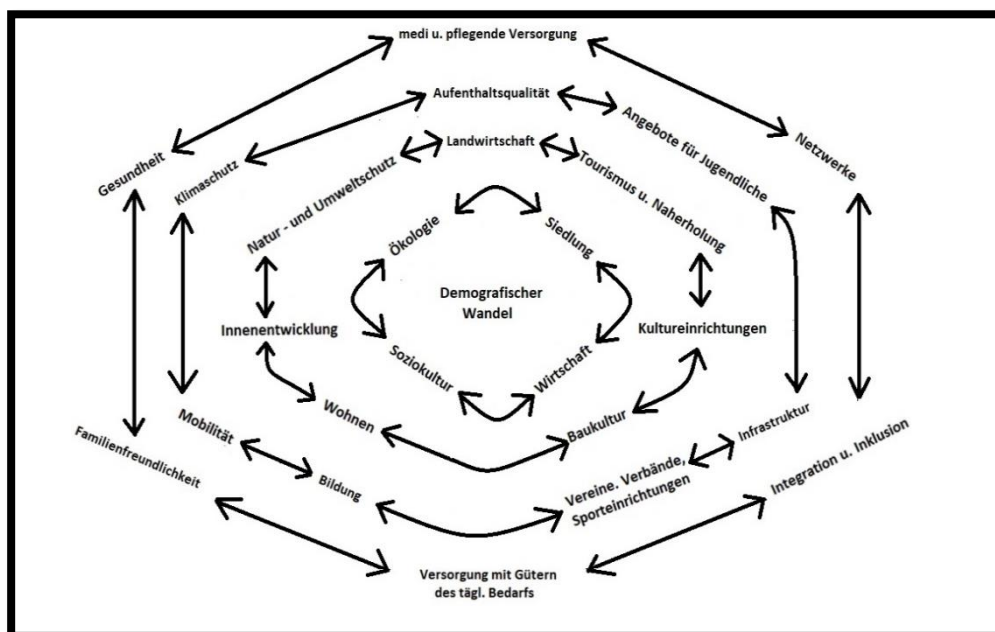 medi u. pflegende Versorgung
Aufenthaltsqualität
Angebote für Jugendliche
Landwirtschaft
Netzwerke
Gesundheit
Klimaschutz
Natur - und Umweltschutz
Tourismus u. Naherholung
Ökologie
Siedlung
Demografischer
Wandel
Innenentwicklung
Kultureinrichtungen
Soziokultur
Wirtschaft
Wohnen
Baukultur
Mobilität
Infrastruktur
Familienfreundlichkeit
Bildung
Vereine. Verbände,
Sporteinrichtungen
Integration u. Inklusion
Versorgung mit Gütern
des tägl. Bedarfs